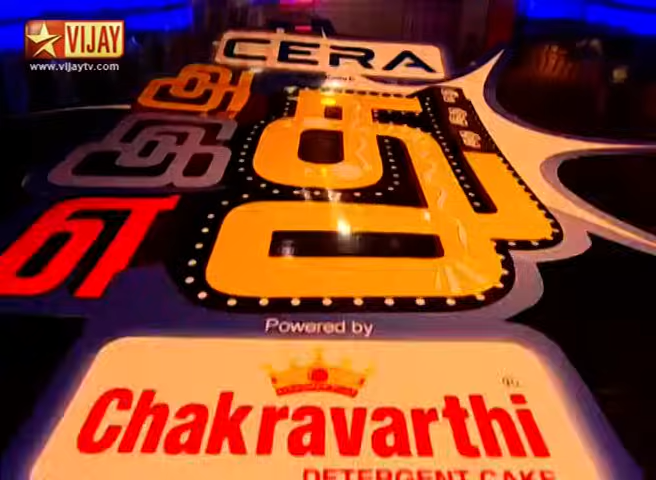 VIJAY
www.vijaytv.com
CERA
அ
இ து
எ
Powered by
Chakravarthi
DETERGENT CAKE